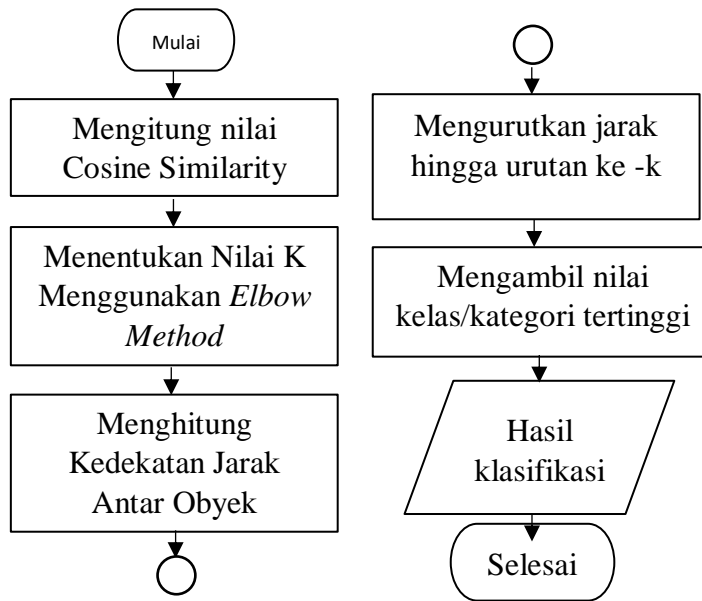 Mulai
Mengitung nilai
Cosine Similarity
Menentukan Nilai K
Menggunakan Elbow
Method
Menghitung
Kedekatan Jarak
Antar Obyek
Mengurutkan jarak
hingga urutan ke -k
Mengambil nilai
kelas/kategori tertinggi
Hasil
klasifikasi
Selesai